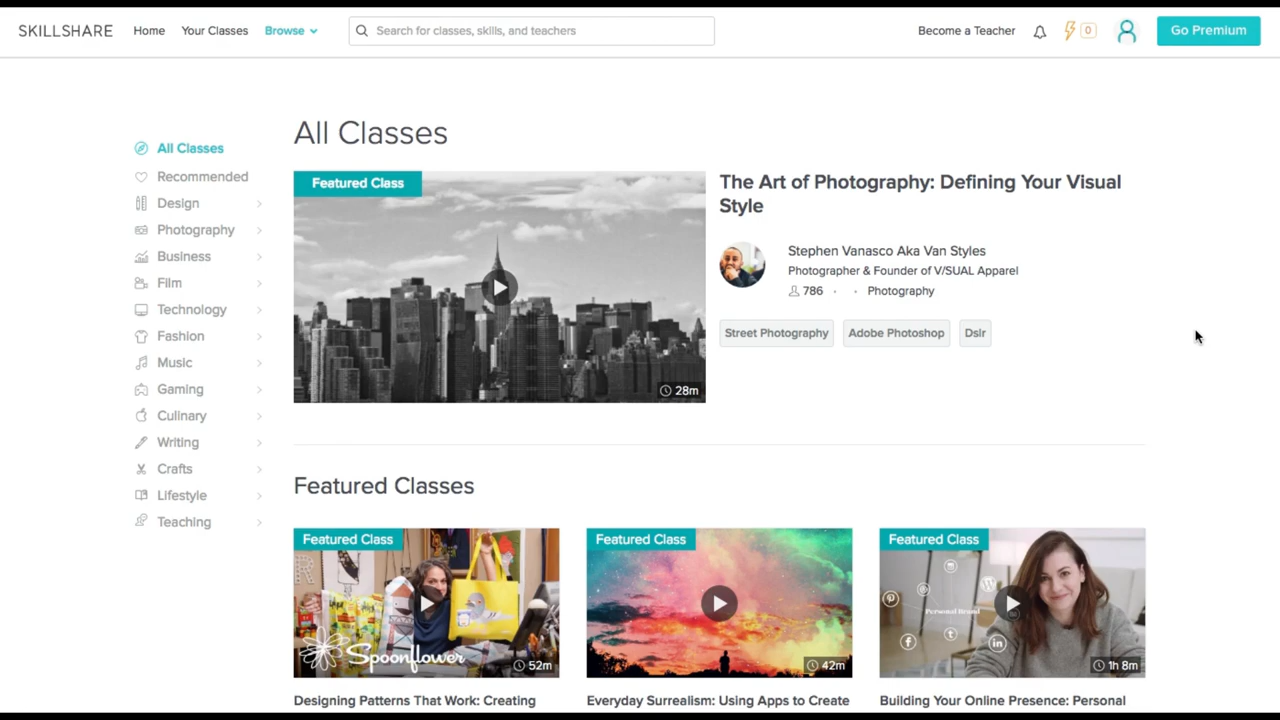 SKILLSHARE Home Your Classes Browse Search for classes, skills, and teachers Become a Teacher 0 Go Premium
All Classes
Recommended
Design
Photography
Business
Film
Technology
Fashion
Music
Gaming
Culinary
Writing
Crafts
Lifestyle
Teaching
All Classes
Featured Class
28m
The Art of Photography: Defining Your Visual
Style
Stephen Vanasco Aka Van Styles
Photographer & Founder of V/SUAL Apparel
786 · · Photography
Street Photography Adobe Photoshop Dslr
Featured Classes
Featured Class
Spoonflower
52m
Designing Patterns That Work: Creating
Featured Class
42m
Everyday Surrealism: Using Apps to Create
Featured Class
Personal Brand
1h 8m
Building Your Online Presence: Personal